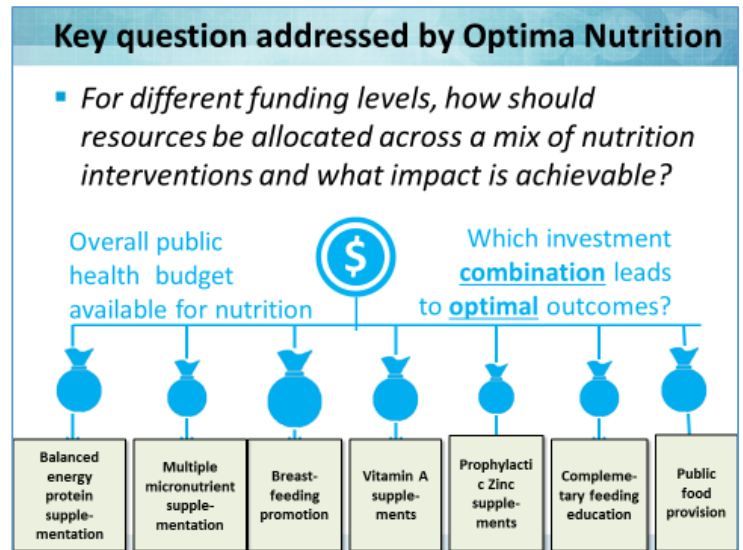 Key question addressed by Optima Nutrition
▪ For different funding levels, how should
resources be allocated across a mix of nutrition
interventions and what impact is achievable?
Overall public
health budget
available for nutrition
$
Which investment
combination leads
to optimal outcomes?
Balanced
energy
protein
supple-
mentation
Multiple
micronutrient
supple-
mentation
Breast-
feeding
promotion
Vitamin A
supple-
ments
Prophylacti
c Zinc
supple-
ments
Compleme-
tary feeding
education
Public
food
provision